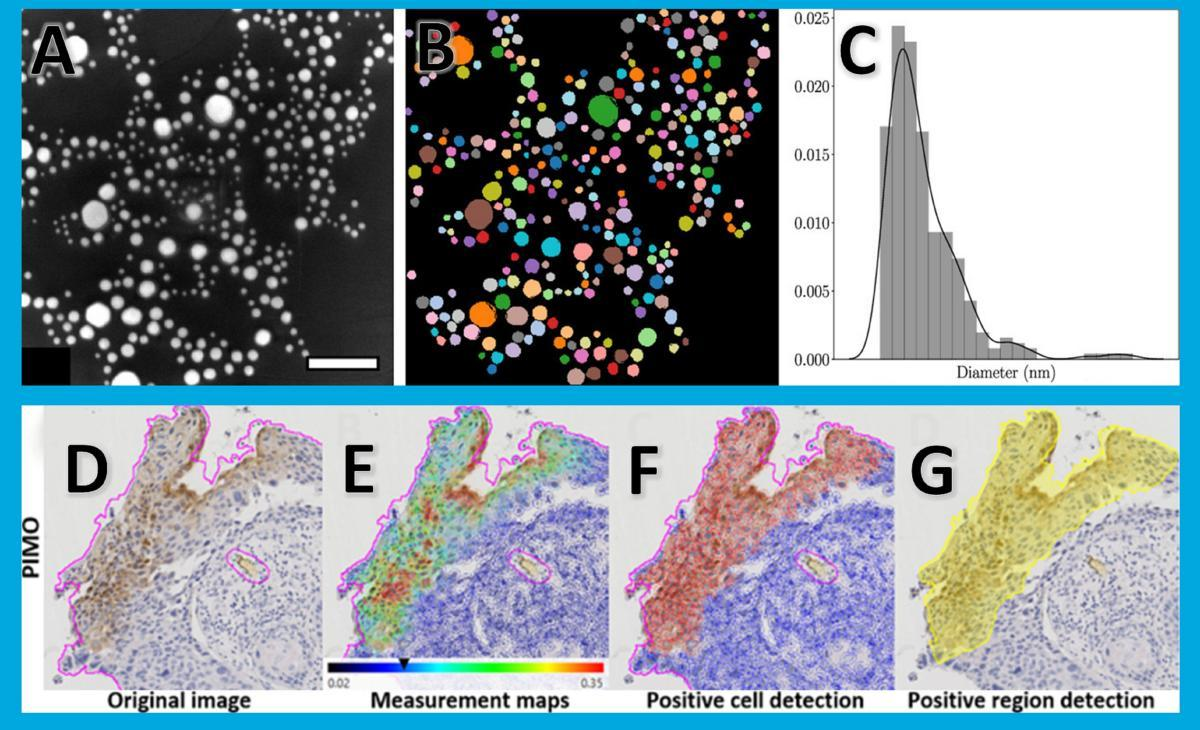 A
B
C
0.025
0.020
0.015
0.010
0.005
0.000
Diameter (nm)
D
E
F
G
PIMO
0.02
0.35
Original image
Measurement maps
Positive cell detection
Positive region detection